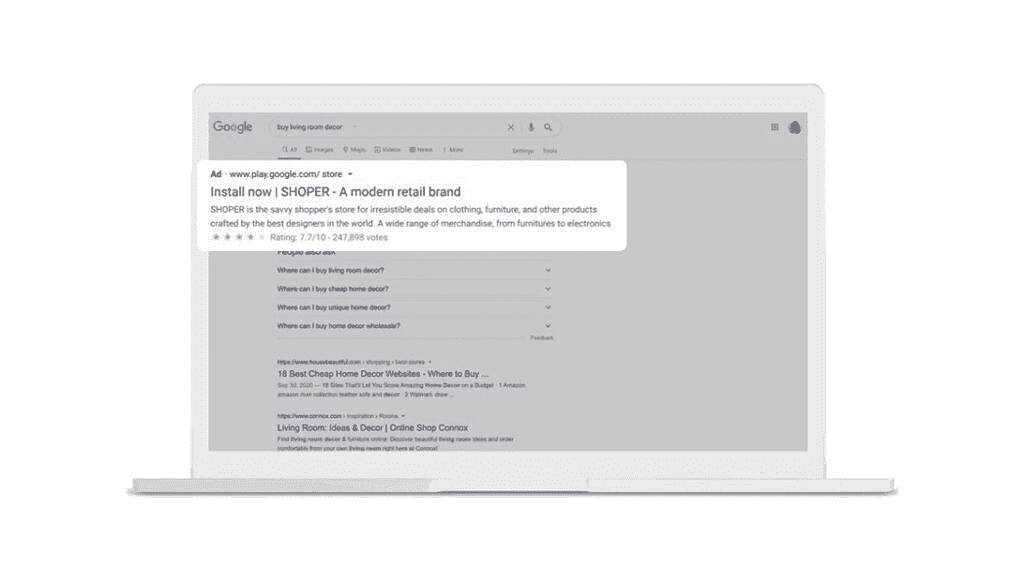 Google
buy living room decor
All Images Maps Videos News More Settings Tools
Ad · www.play.google.com/ store
Install now | SHOPER - A modern retail brand
SHOPER is the savvy shopper's store for irresistible deals on clothing, furniture, and other products
crafted by the best designers in the world. A wide range of merchandise, from furnitures to electronics
Rating: 7.7/10 - 247,898 votes
People also ask
Where can I buy living room decor?
Where can I buy cheap home decor?
Where can I buy unique home decor?
Where can I buy home decor wholesale?
Feedback
https://www.housebeautiful.com › shopping ›
18 Best Cheap Home Decor Websites - Where to Buy ...
Sep 30, 2020 — 18 Sites That'll Let You Score Amazing Home Decor on a Budget · 1 Amazon.
amazon rivet collection leather sofa and decor · 2 Walmart. drew ...
https://www.connox.com › Inspiration › Rooms
Living Room: Ideas & Decor | Online Shop Connox
Find living room decor & furniture online: Discover beautiful living room ideas and order
comfortable from your own living room right here at Connox!